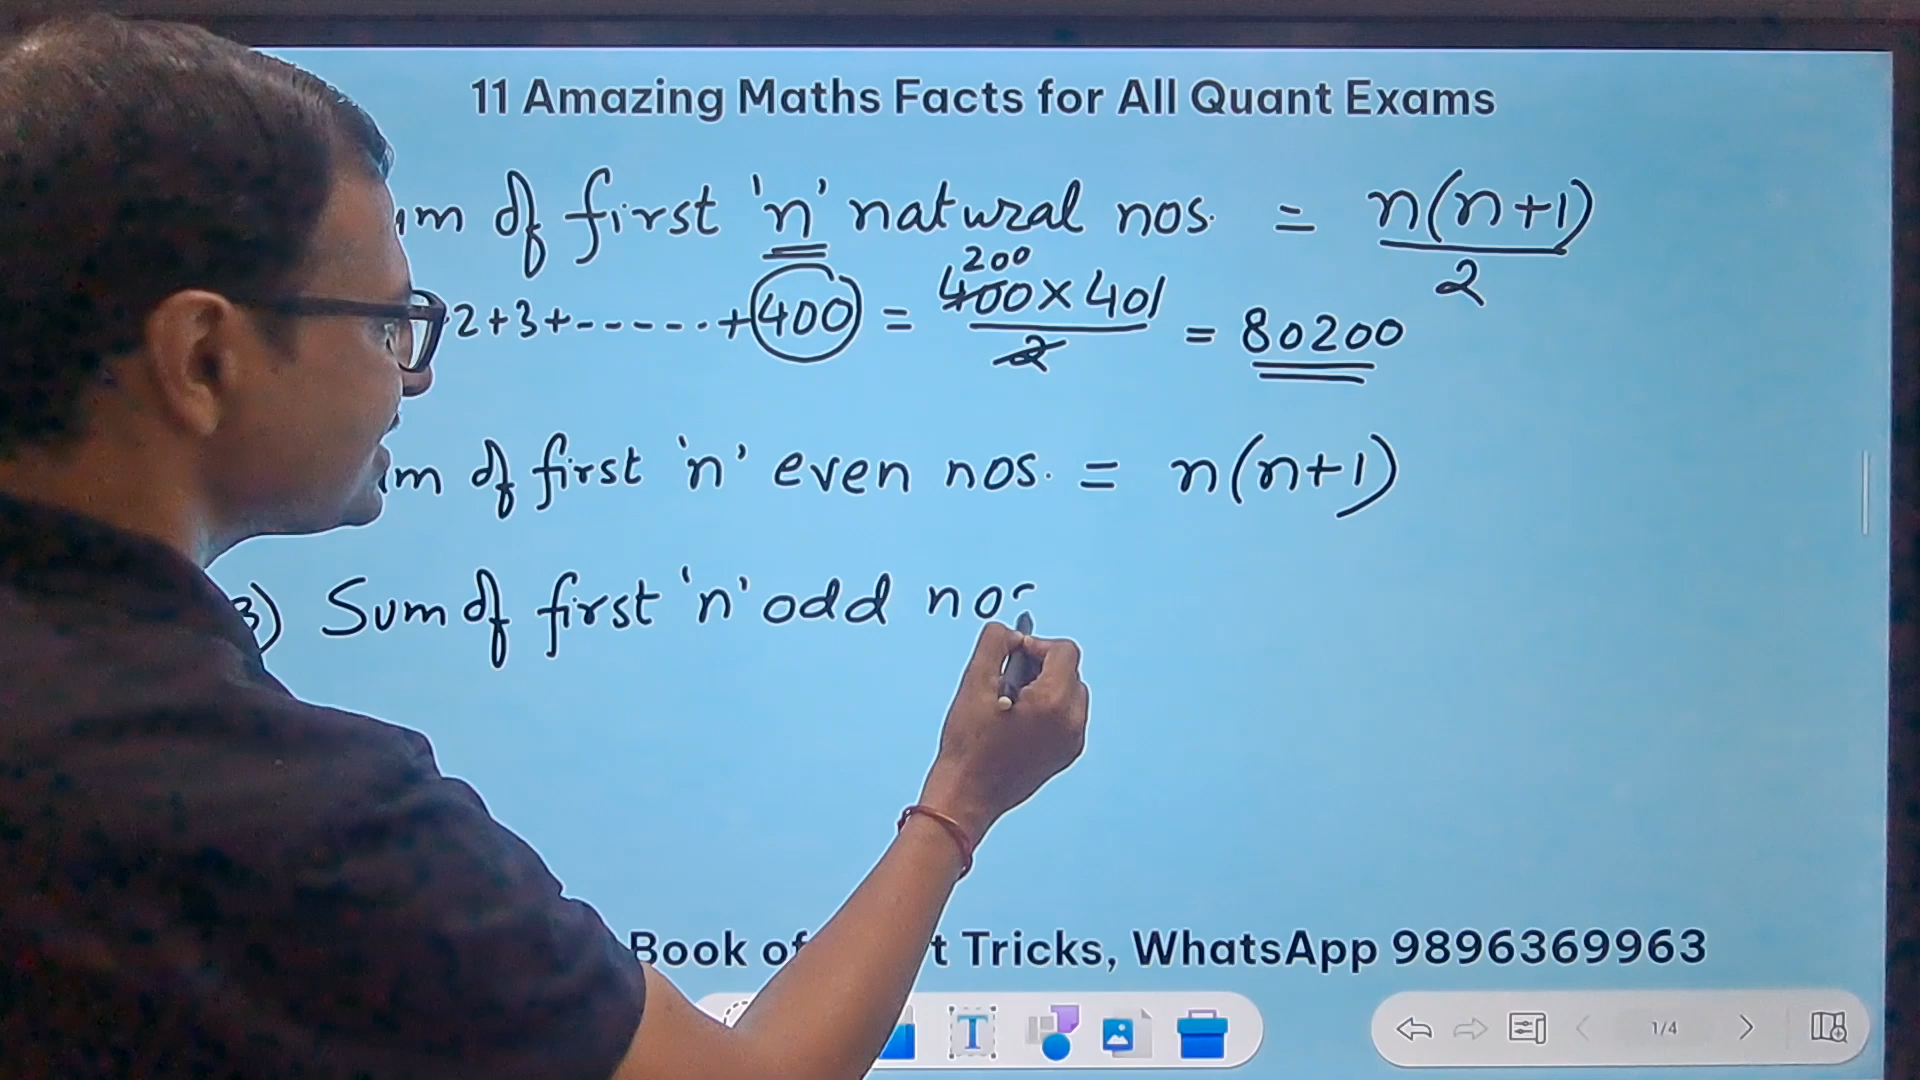 11 Amazing Maths Facts for All Quant Exams
of first 'n' natural nos. = n(n+1)/2
2+3+-----+400 = 400×401/2 = 80200
200
of first 'n' even nos. = n(n+1)
3) Sum of first 'n' odd nos
Book of Tricks, WhatsApp 9896369963
T 1/4